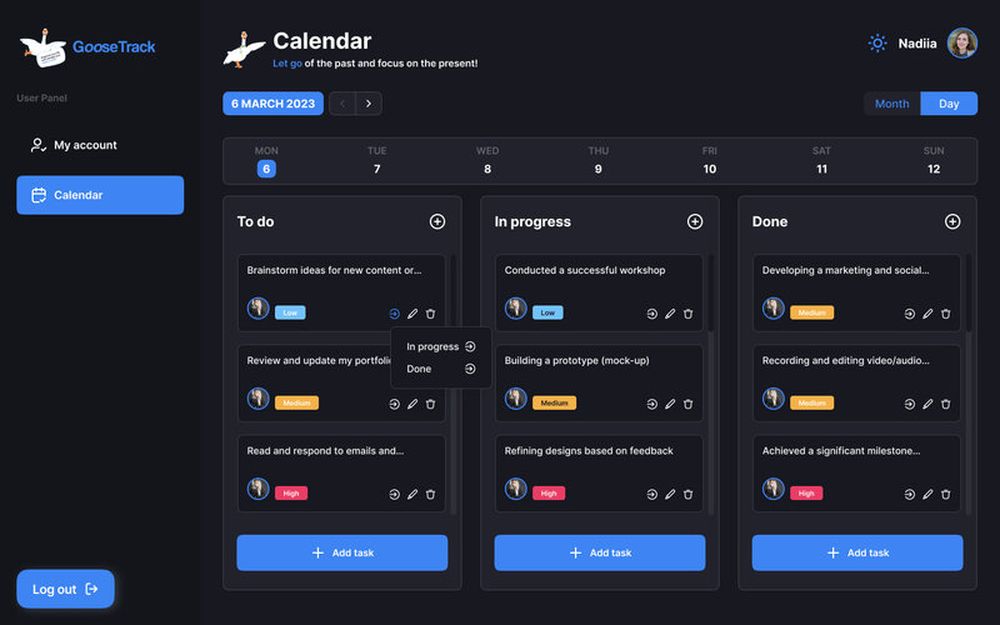 GooseTrack
User Panel
My account
Calendar
Log out
Calendar
Let go of the past and focus on the present!
Nadiia
6 MARCH 2023
Month
Day
MON TUE WED THU FRI SAT SUN
6 7 8 9 10 11 12
To do
Brainstorm ideas for new content or...
Low
In progress
Done
Review and update my portfolio
Medium
Read and respond to emails and...
High
Add task
In progress
Conducted a successful workshop
Low
Building a prototype (mock-up)
Medium
Refining designs based on feedback
High
Add task
Done
Developing a marketing and social...
Medium
Recording and editing video/audio...
Medium
Achieved a significant milestone...
High
Add task